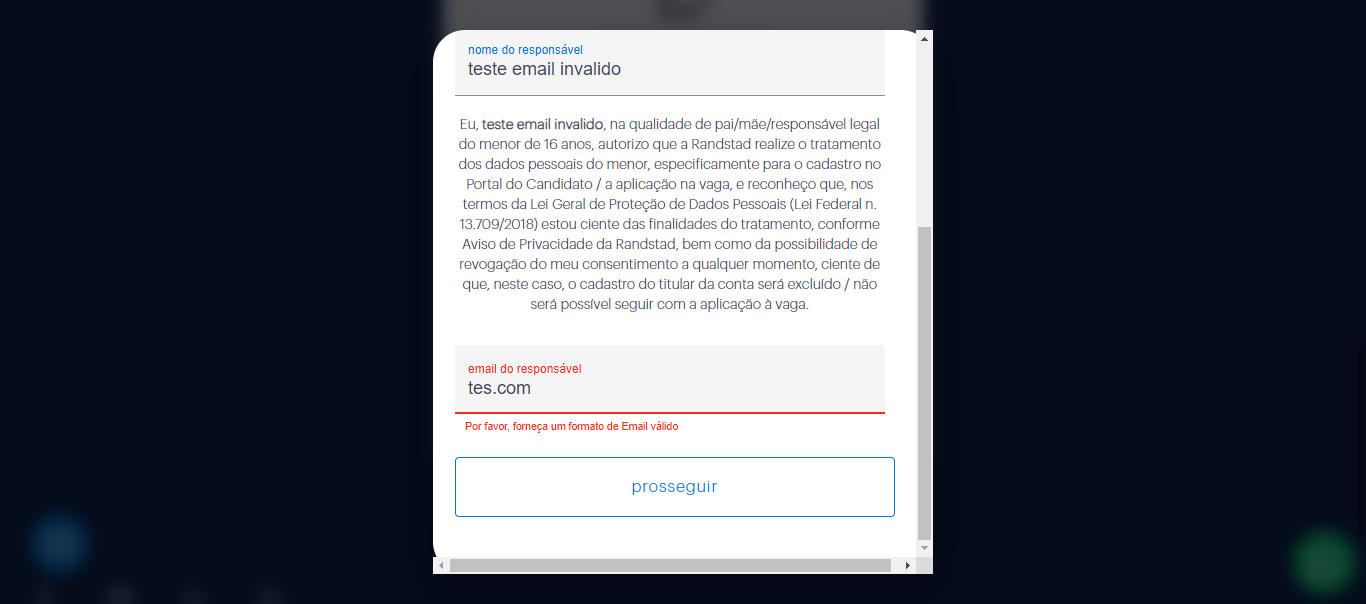 nome do responsável
teste email invalido
Eu, teste email invalido, na qualidade de pai/mãe/responsável legal
do menor de 16 anos, autorizo que a Randstad realize o tratamento
dos dados pessoais do menor, especificamente para o cadastro no
Portal do Candidato / a aplicação na vaga, e reconheço que, nos
termos da Lei Geral de Proteção de Dados Pessoais (Lei Federal n.
13.709/2018) estou ciente das finalidades do tratamento, conforme
Aviso de Privacidade da Randstad, bem como da possibilidade de
revogação do meu consentimento a qualquer momento, ciente de
que, neste caso, o cadastro do titular da conta será excluído / não
será possível seguir com a aplicação à vaga.
email do responsável
tes.com
Por favor, forneça um formato de Email válido
prosseguir